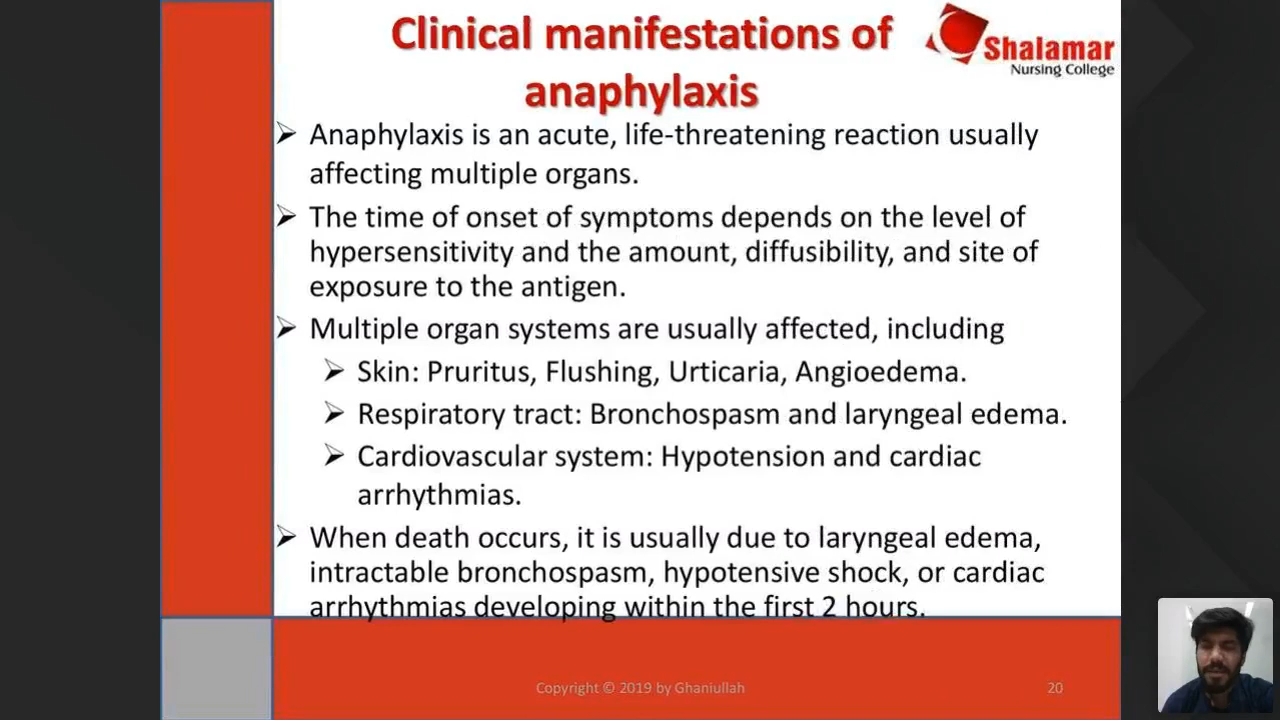 Clinical manifestations of
anaphylaxis
Shalamar
Nursing College
➢ Anaphylaxis is an acute, life-threatening reaction usually
affecting multiple organs.
➢ The time of onset of symptoms depends on the level of
hypersensitivity and the amount, diffusibility, and site of
exposure to the antigen.
➢ Multiple organ systems are usually affected, including
➢ Skin: Pruritus, Flushing, Urticaria, Angioedema.
➢ Respiratory tract: Bronchospasm and laryngeal edema.
➢ Cardiovascular system: Hypotension and cardiac
arrhythmias.
➢ When death occurs, it is usually due to laryngeal edema,
intractable bronchospasm, hypotensive shock, or cardiac
arrhythmias developing within the first 2 hours.
Copyright © 2019 by Ghaniullah
20